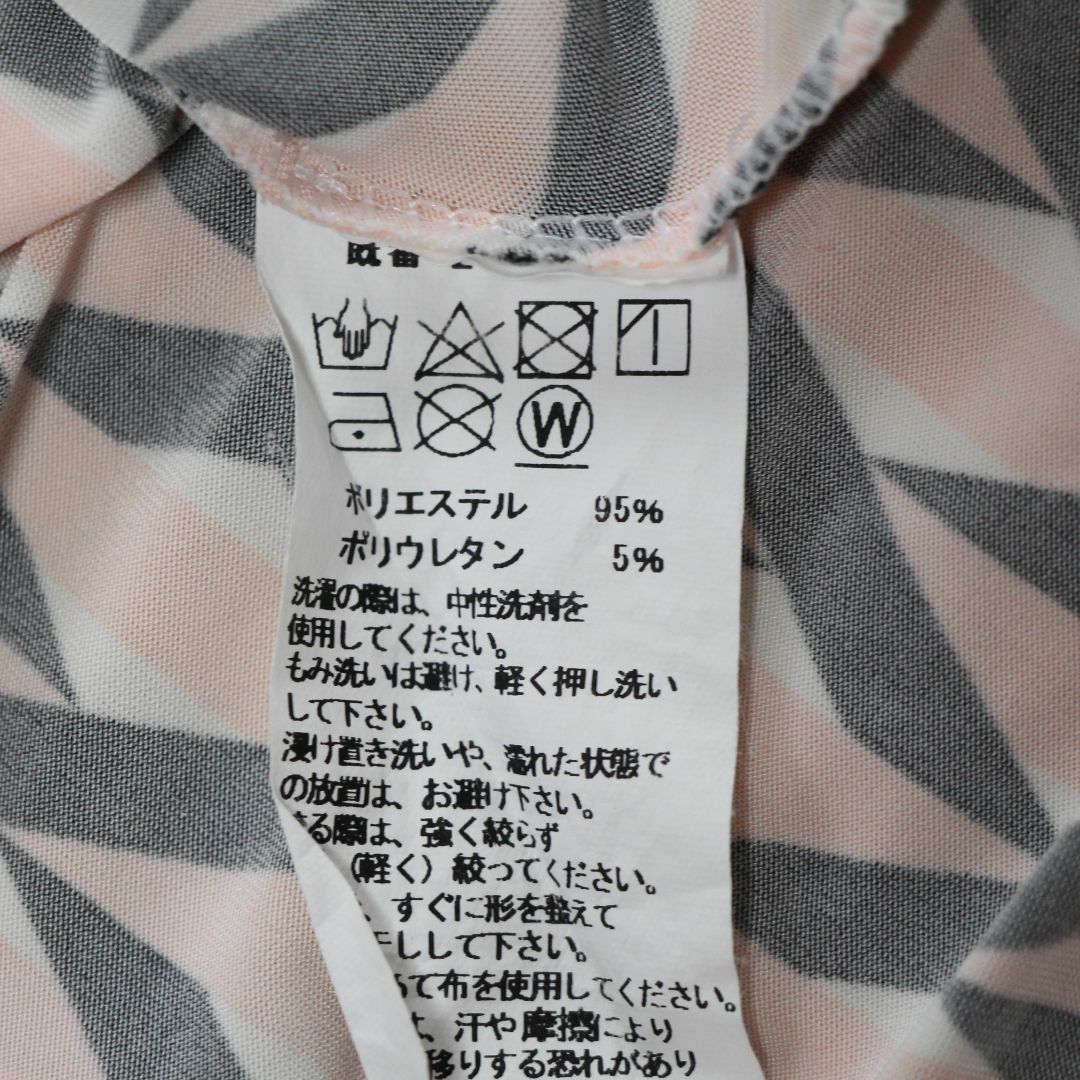 W
ポリエステル 95%
ポリウレタン 5%
洗濯の際は、中性洗剤を
使用してください。
もみ洗いは避け、軽く押し洗い
して下さい。
浸け置き洗いや、濡れた状態で
の放置は、お避け下さい。
る際は、強く絞らず
(軽く)絞ってください。
、すぐに形を整えて
干しして下さい。
あて布を使用してください。
は、汗や摩擦により
移りする恐れがあり